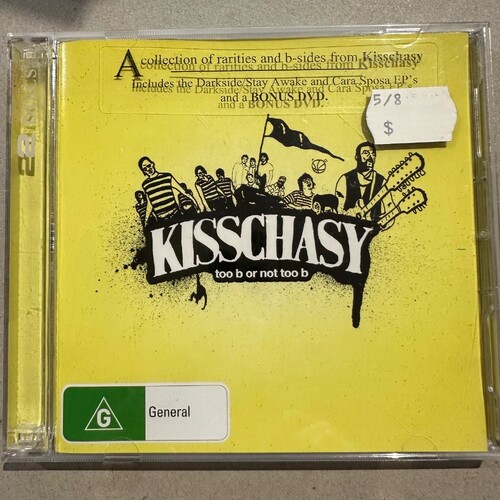 A collection of rarities and b-sides from Kisschasy
Includes the Darkside/Stay Awake and Cara Sposa EP's
and a BONUS DVD.
5/8
$
KISSCHASY
too b or not too b
G
General